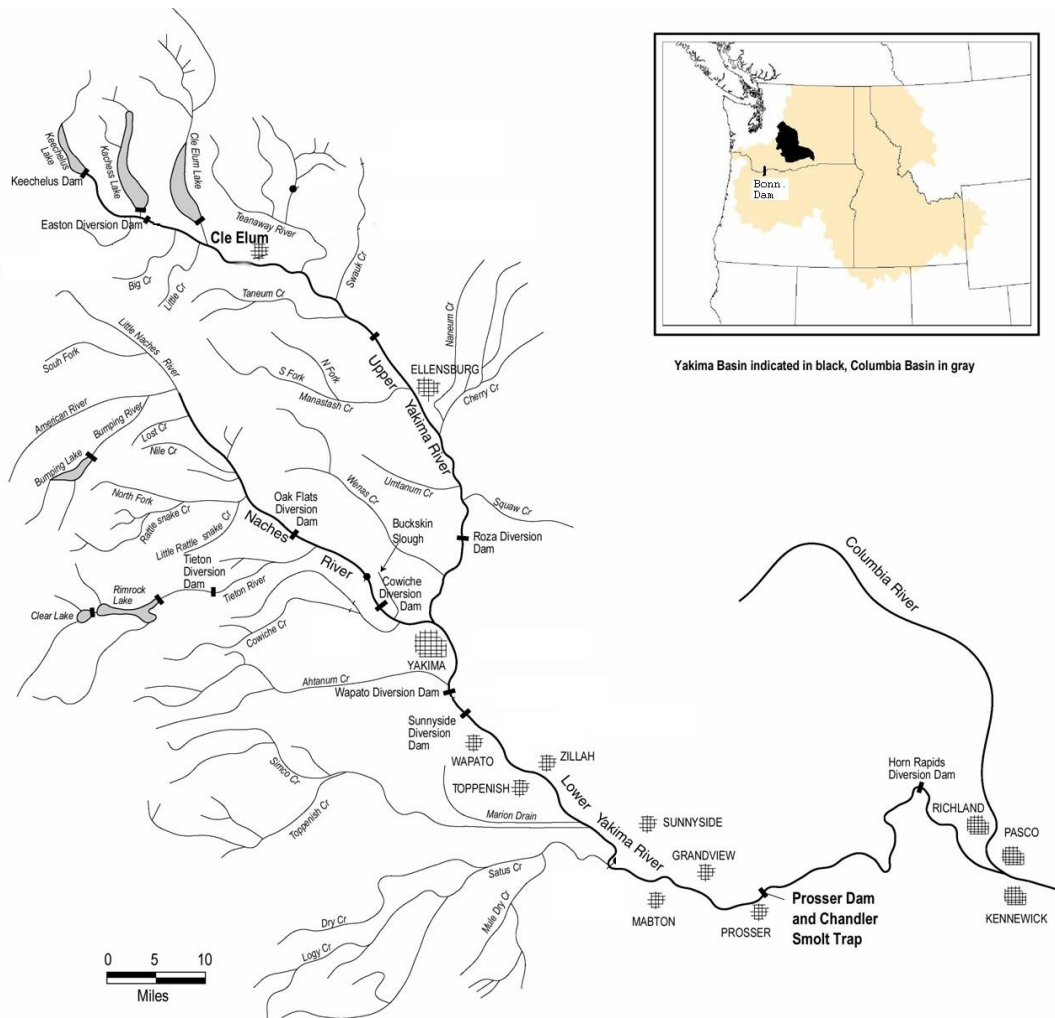 Keechelus
Lake
Kachess Lake
Cle Elum Lake
Keechelus Dam
Easton Diversion Dam
Cle Elum
Teanaway River
Big Cr
Little Cr
Swauk Cr
Taneum Cr
Naneum Cr
Little Naches
River
South Fork
N Fork
S Fork
Manastash Cr
Upper
Yakima River
ELLENSBURG
Cherry Cr
American River
Bumping River
Lost Cr
Nile Cr
Bumping Lake
North Fork
Rattle snake Cr
Little Rattle snake Cr
Wenas Cr
Umtanum Cr
Squaw Cr
Oak Flats
Diversion
Dam
Buckskin
Slough
Roza Diversion
Dam
Naches
River
Tieton
Diversion
Dam
Tieton River
Cowiche
Diversion
Dam
Rimrock
Lake
Clear Lake
Cowiche Cr
YAKIMA
Ahtanum Cr
Wapato Diversion Dam
Sunnyside
Diversion
Dam
WAPATO
ZILLAH
TOPPENISH
Simco Cr
Toppenish Cr
Marion Drain
Lower
Yakima River
SUNNYSIDE
GRANDVIEW
MABTON
PROSSER
Satus Cr
Dry Cr
Mule Dry Cr
Logy Cr
Prosser Dam
and Chandler
Smolt Trap
Horn Rapids
Diversion Dam
RICHLAND
PASCO
KENNEWICK
Columbia River
Bonn.
Dam
Yakima Basin indicated in black, Columbia Basin in gray
0 5 10
Miles